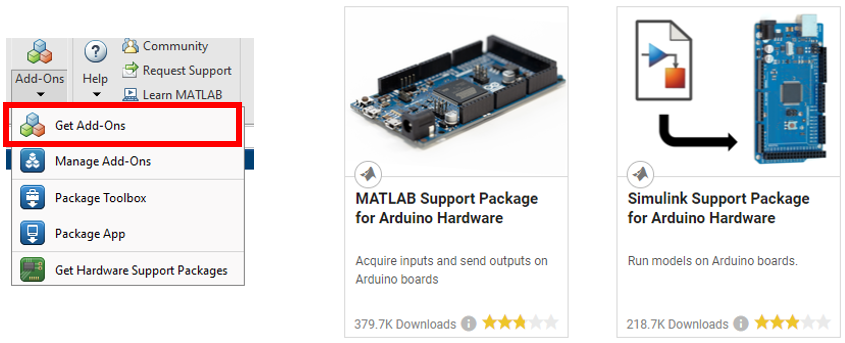 Add-Ons
Help
Community
Request Support
Learn MATLAB
Get Add-Ons
Manage Add-Ons
Package Toolbox
Package App
Get Hardware Support Packages
MATLAB Support Package
for Arduino Hardware
Acquire inputs and send outputs on
Arduino boards
379.7K Downloads
Simulink Support Package
for Arduino Hardware
Run models on Arduino boards.
218.7K Downloads